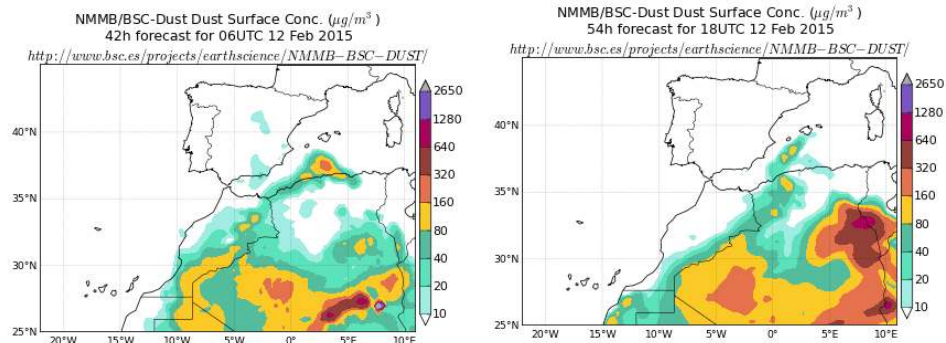 NMMB/BSC-Dust Dust Surface Conc. (µg/m³)
42h forecast for 06UTC 12 Feb 2015
http://www.bsc.es/projects/earthscience/NMMB-BSC-DUST/
40°N
35°N
30°N
25°N
20°W
15°W
10°W
5°W
0°
5°E
10°E
2650
1280
640
320
160
80
40
20
10
NMMB/BSC-Dust Dust Surface Conc. (µg/m³)
54h forecast for 18UTC 12 Feb 2015
http://www.bsc.es/projects/earthscience/NMMB-BSC-DUST/
40°N
35°N
30°N
25°N
20°W
15°W
10°W
5°W
0°
5°E
10°E
2650
1280
640
320
160
80
40
20
10